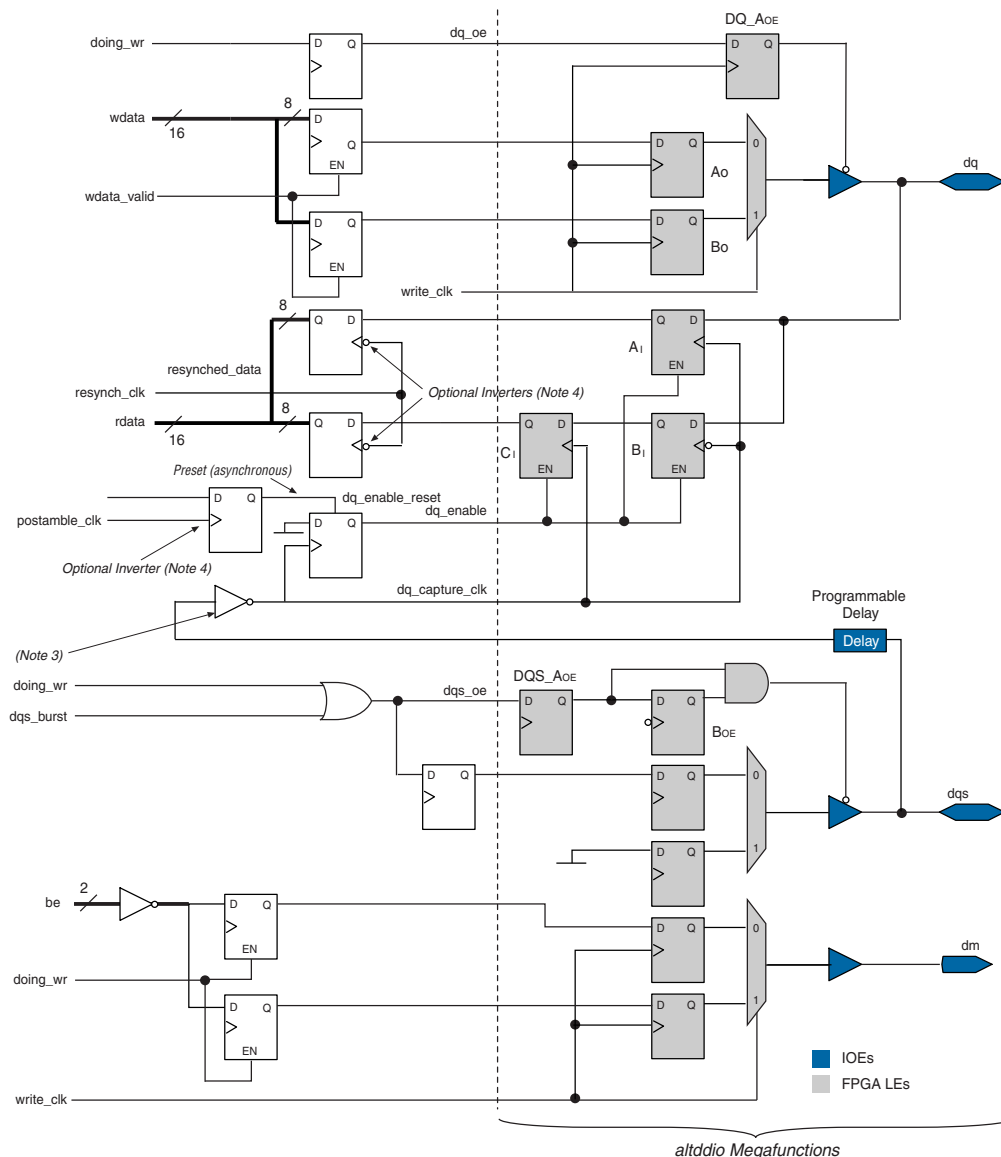 DQ_AOE
doing_wr
D Q
dq_oe
D Q
wdata
16
8
D
Q
EN
D Q
Ao
0
dq
wdata_valid
D Q
EN
D Q
Bo
1
write_clk
8
Q D
Q D
AI
EN
resynched_data
resynch_clk
Optional Inverters (Note 4)
rdata
16
8
Q D
Q D
CI
EN
Q D
BI
EN
Preset (asynchronous)
D Q
dq_enable_reset
postamble_clk
D Q
dq_enable
Optional Inverter (Note 4)
dq_capture_clk
Programmable
Delay
Delay
(Note 3)
doing_wr
dqs_burst
dqs_oe
DQS_AOE
D Q
D Q
BOE
D Q
D Q
0
dqs
D Q
1
be
2
D Q
EN
D Q
0
dm
doing_wr
D Q
EN
D Q
1
IOEs
FPGA LEs
write_clk
altddio Megafunctions